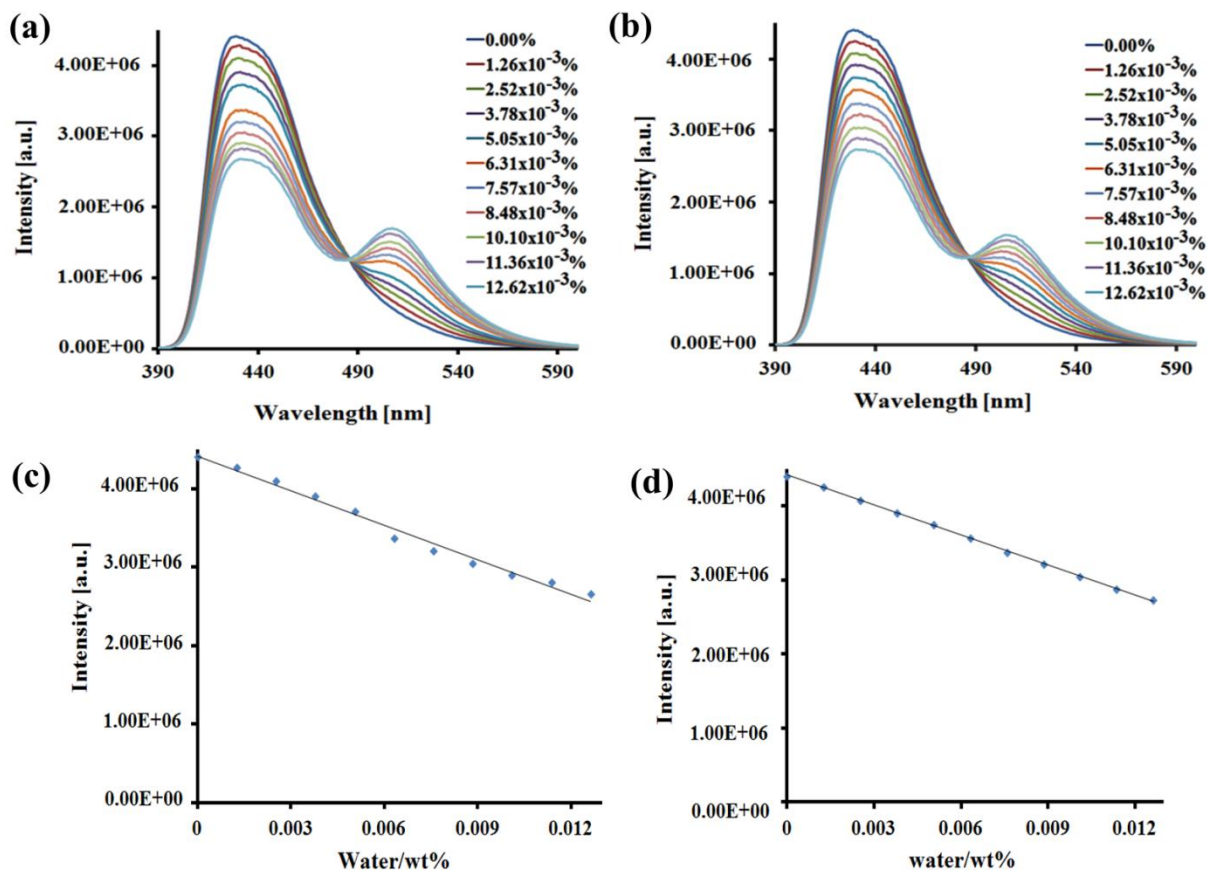 (a)
Intensity [a.u.]
4.00E+06
3.00E+06
2.00E+06
1.00E+06
0.00E+00
390
440
490
540
590
Wavelength [nm]
0.00%
1.26x10⁻³%
2.52x10⁻³%
3.78x10⁻³%
5.05x10⁻³%
6.31x10⁻³%
7.57x10⁻³%
8.48x10⁻³%
10.10x10⁻³%
11.36x10⁻³%
12.62x10⁻³%
(b)
Intensity [a.u.]
4.00E+06
3.00E+06
2.00E+06
1.00E+06
0.00E+00
390
440
490
540
590
Wavelength [nm]
0.00%
1.26x10⁻³%
2.52x10⁻³%
3.78x10⁻³%
5.05x10⁻³%
6.31x10⁻³%
7.57x10⁻³%
8.48x10⁻³%
10.10x10⁻³%
11.36x10⁻³%
12.62x10⁻³%
(c)
Intensity [a.u.]
4.00E+06
3.00E+06
2.00E+06
1.00E+06
0.00E+00
0
0.003
0.006
0.009
0.012
Water/wt%
(d)
Intensity [a.u.]
4.00E+06
3.00E+06
2.00E+06
1.00E+06
0.00E+00
0
0.003
0.006
0.009
0.012
water/wt%